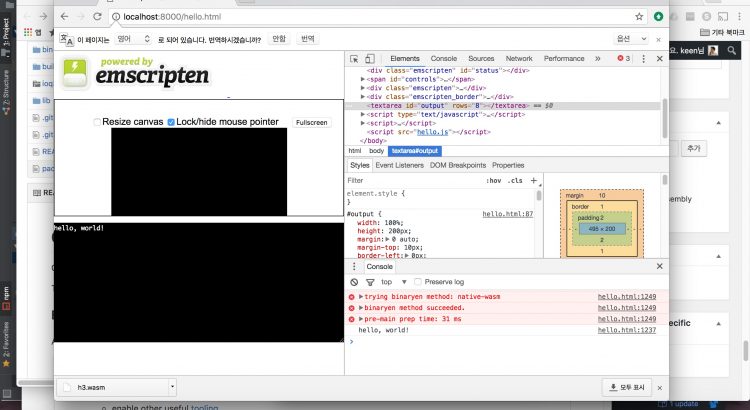 localhost:8000/hello.html
이 페이지는 영어 로 되어 있습니다. 번역하시겠습니까? 안함 번역 옵션
기타 북마크
powered by
emscripten
Resize canvas Lock/hide mouse pointer Fullscreen
hello, world!
Elements Console Sources Network Performance 3
<div class="emscripten" id="status"></div>
<span id="controls">…</span>
<div class="emscripten">…</div>
<div class="emscripten_border">…</div>
<textarea id="output" rows="8"></textarea> == $0
<script type="text/javascript">…</script>
<script>…</script>
<script src="hello.js"></script>
</body>
html body textarea#output
Styles Event Listeners DOM Breakpoints Properties
Filter :hov .cls +
element.style {
}
#output { hello.html:87
width: 100%;
height: 200px;
margin: 0 auto;
margin-top: 10px;
border-left: 0px;
margin 10
border 1
padding 2
495 × 200
2
1
Console
top Preserve log
trying binaryen method: native-wasm hello.html:1249
binaryen method succeeded. hello.html:1249
pre-main prep time: 31 ms hello.html:1249
hello, world! hello.html:1237
h3.wasm
모두 표시
1: Project
7: Structure
npm
2: Favorites
bin
bui
lib
.git
.git
REA
추가
enable other useful tooling
update